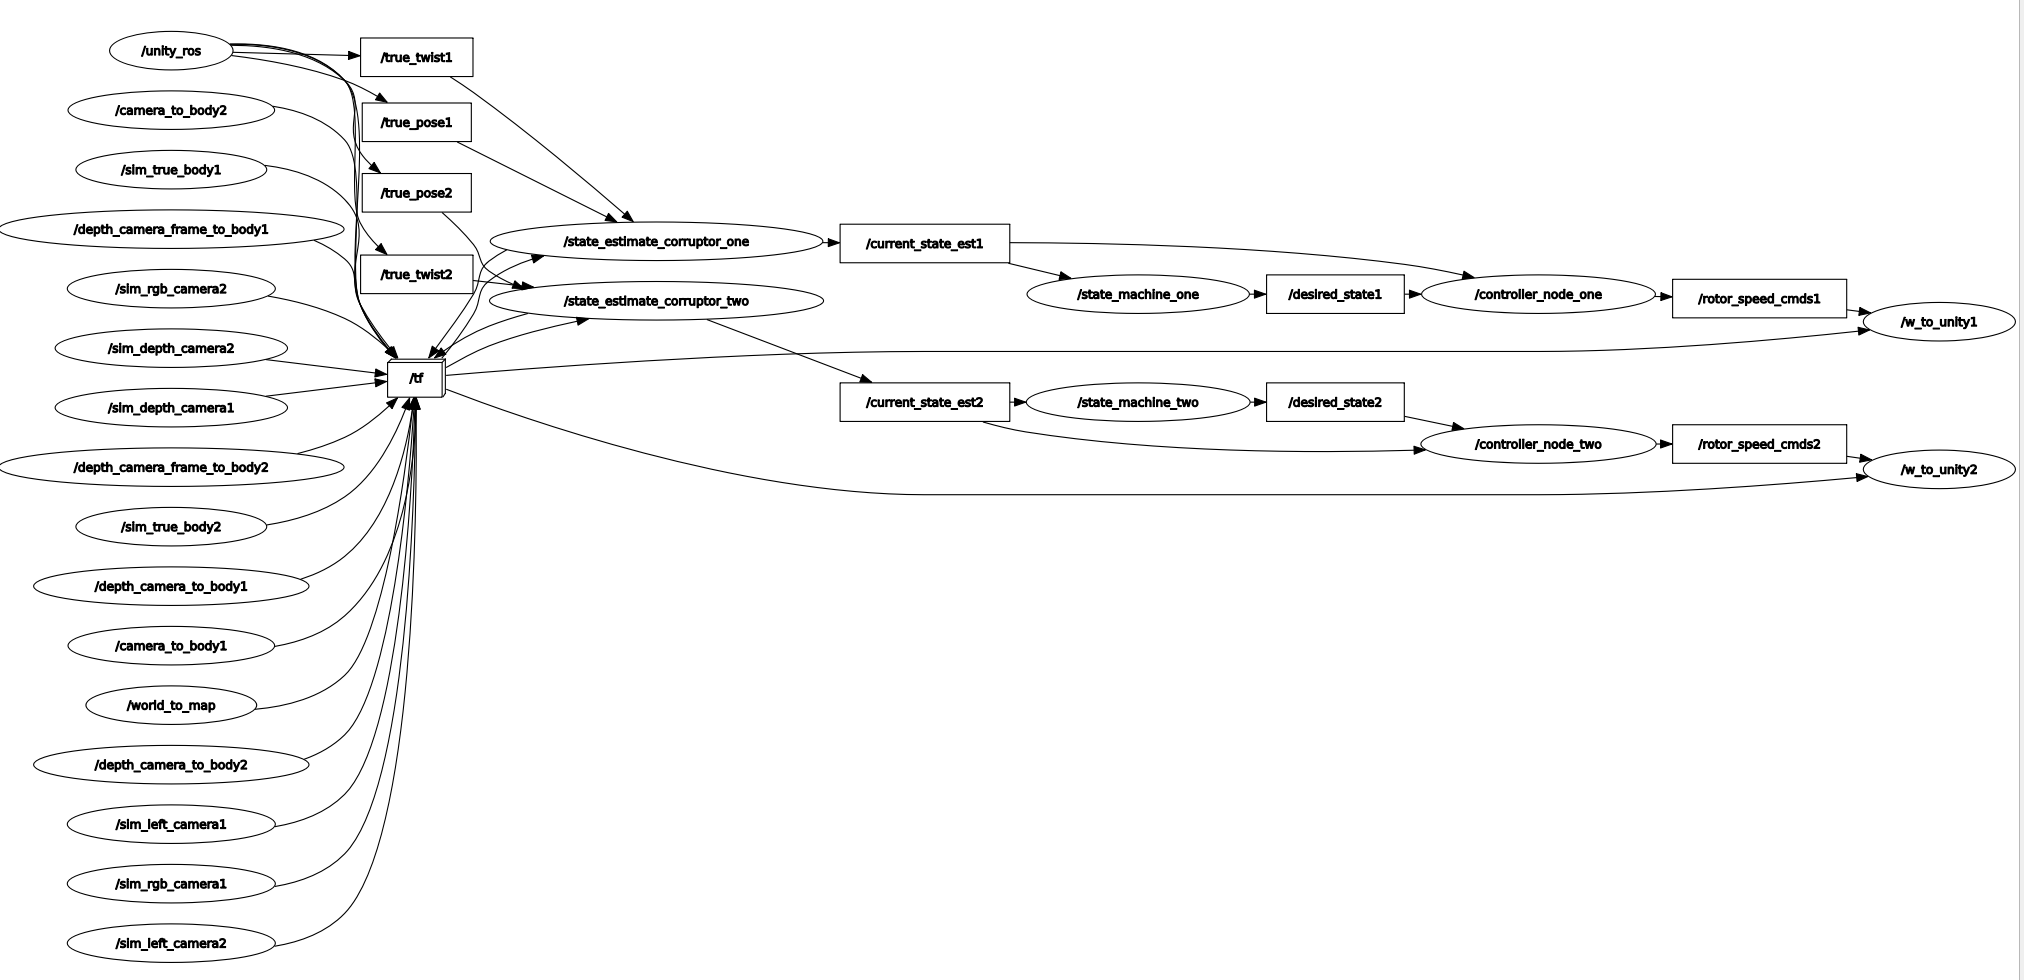 /unity_ros
/camera_to_body2
/sim_true_body1
/depth_camera_frame_to_body1
/sim_rgb_camera2
/sim_depth_camera2
/sim_depth_camera1
/depth_camera_frame_to_body2
/sim_true_body2
/depth_camera_to_body1
/camera_to_body1
/world_to_map
/depth_camera_to_body2
/sim_left_camera1
/sim_rgb_camera1
/sim_left_camera2
/true_twist1
/true_pose1
/true_pose2
/true_twist2
/tf
/state_estimate_corruptor_one
/state_estimate_corruptor_two
/current_state_est1
/current_state_est2
/state_machine_one
/state_machine_two
/desired_state1
/desired_state2
/controller_node_one
/controller_node_two
/rotor_speed_cmds1
/rotor_speed_cmds2
/w_to_unity1
/w_to_unity2